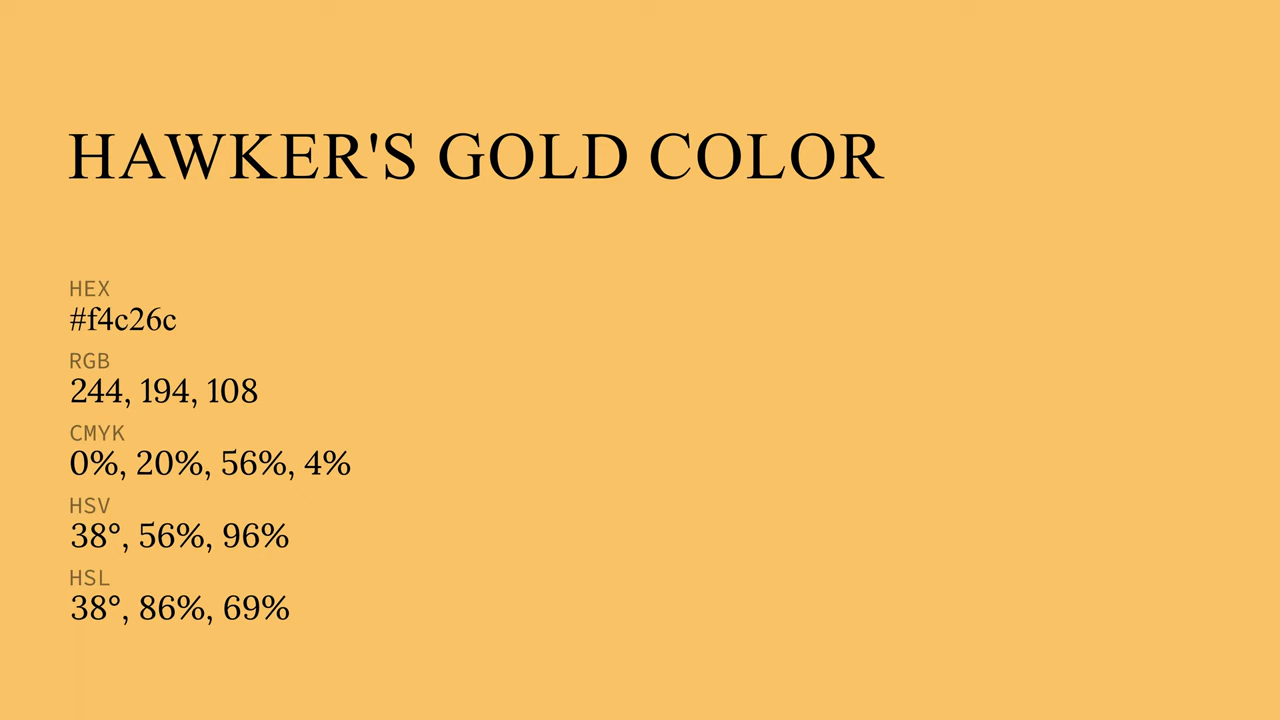 HAWKER'S GOLD COLOR
HEX
#f4c26c
RGB
244, 194, 108
CMYK
0%, 20%, 56%, 4%
HSV
38°, 56%, 96%
HSL
38°, 86%, 69%